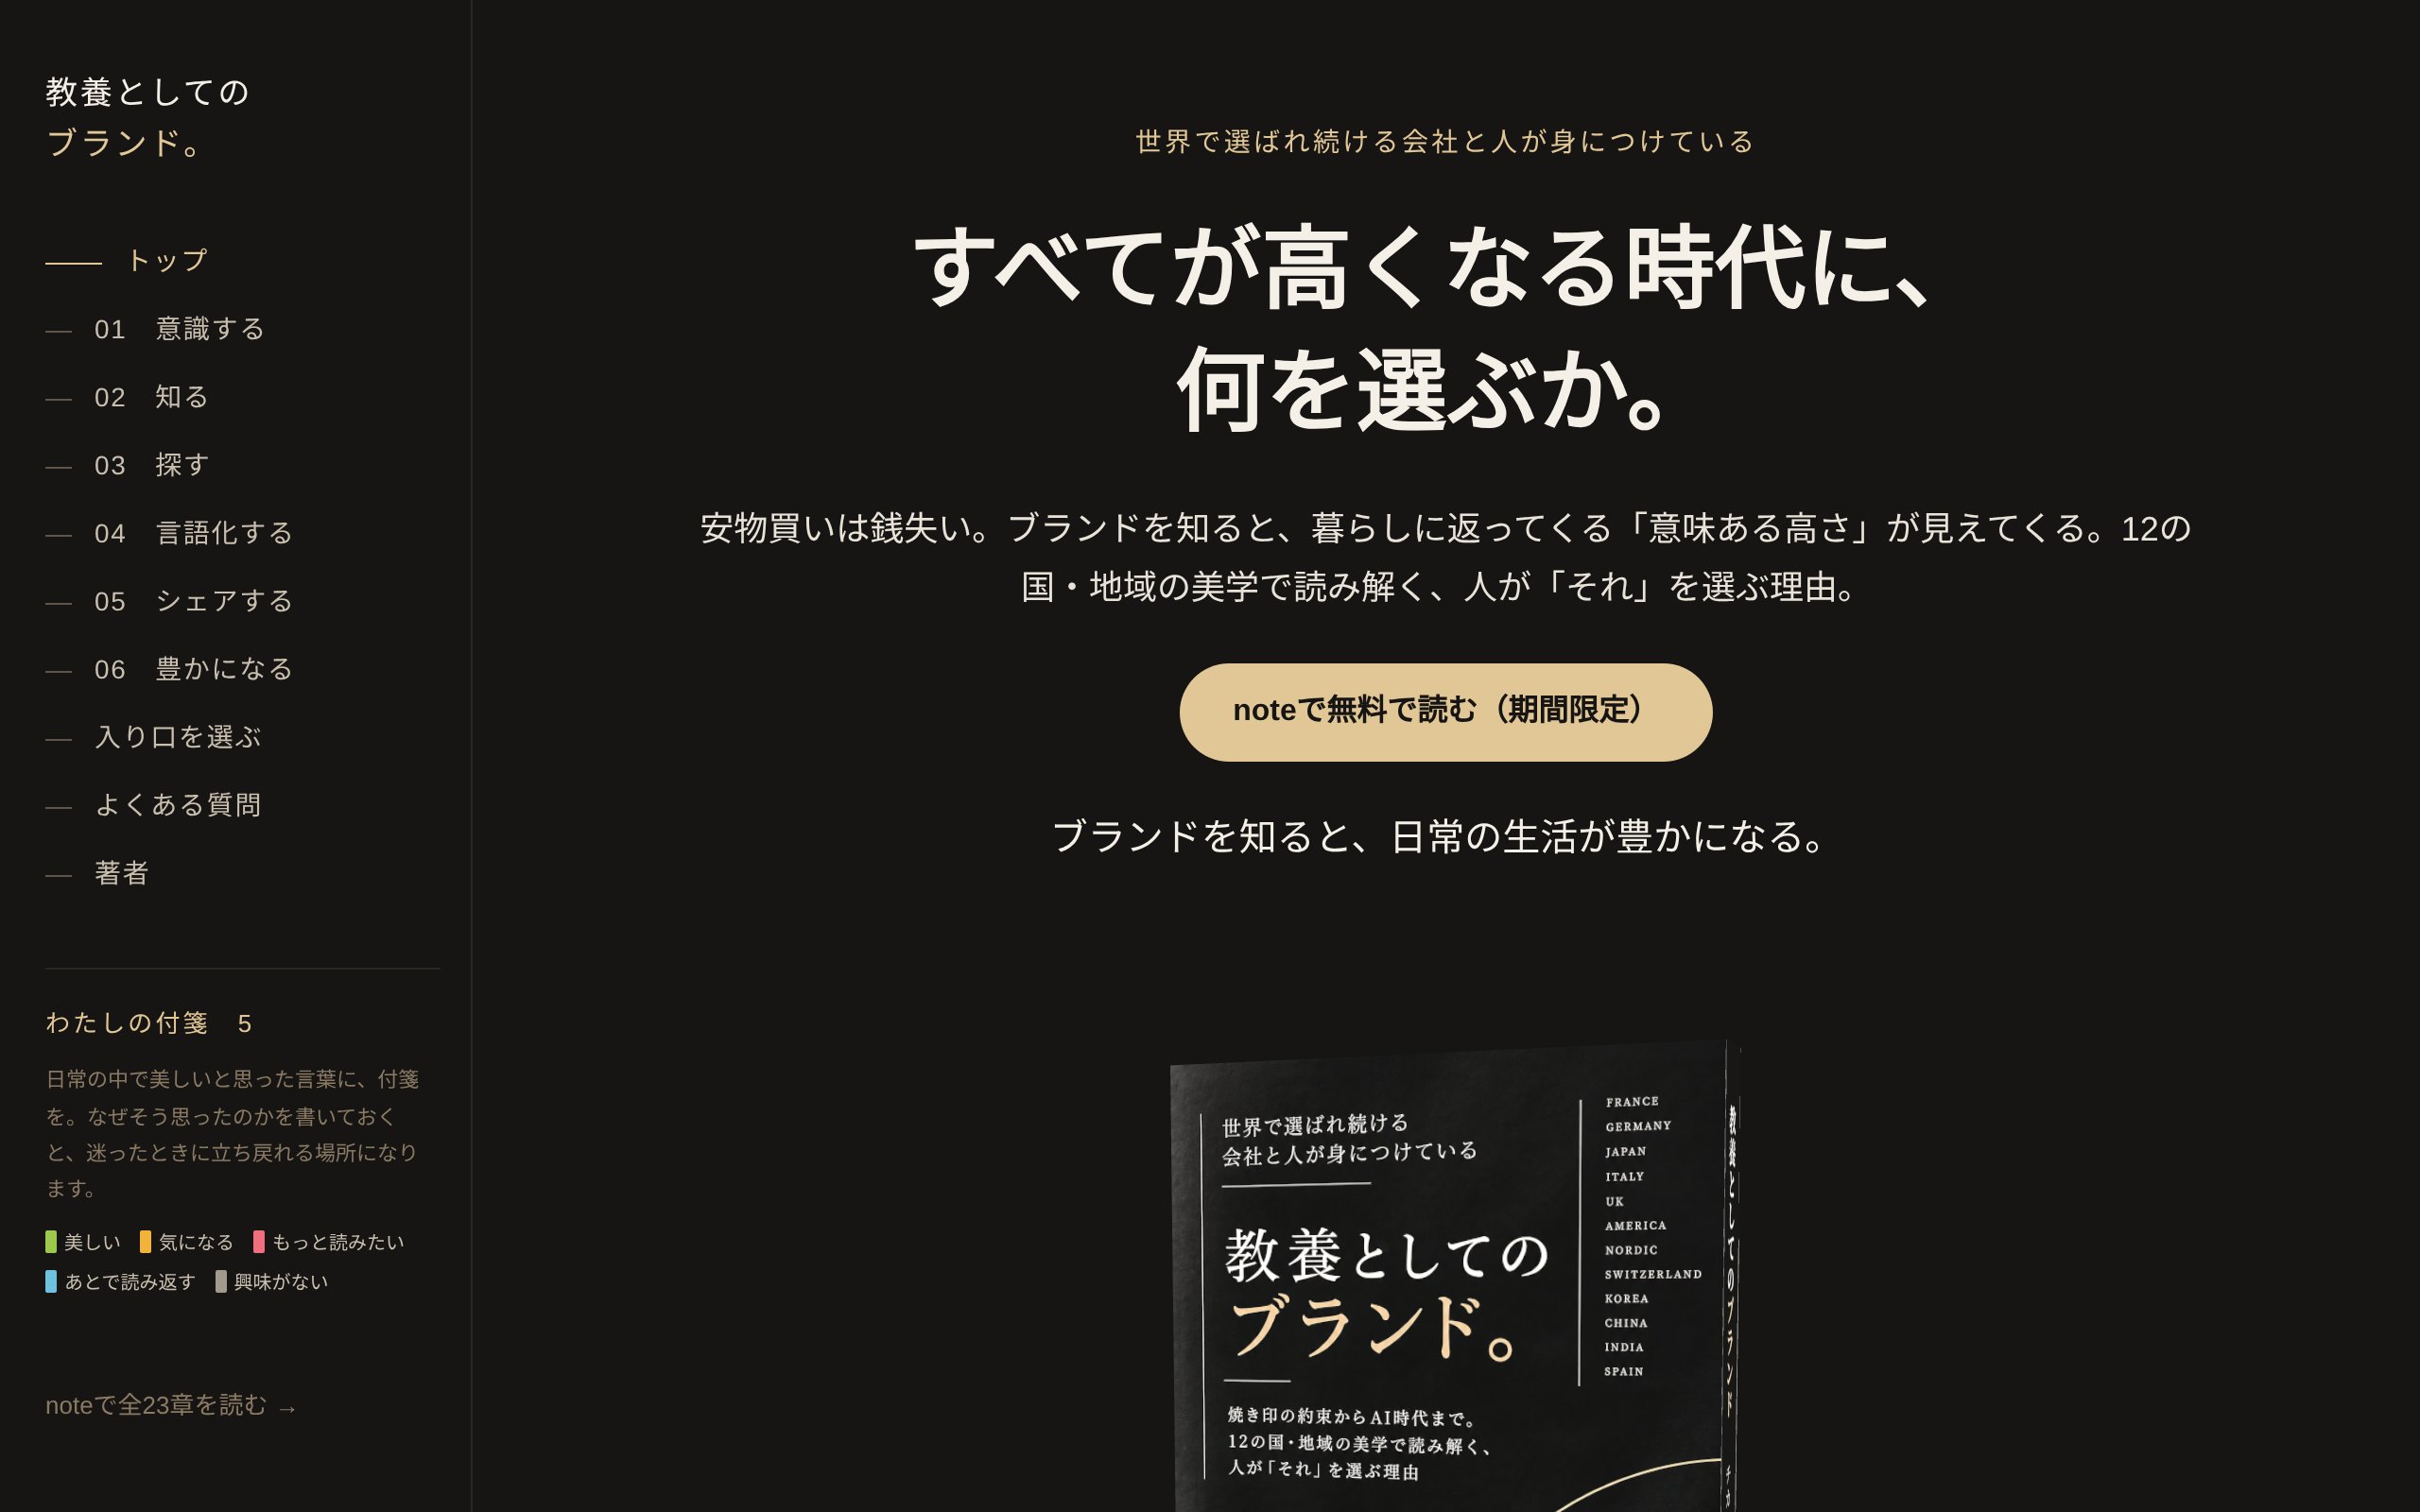 教養としての
ブランド。
トップ
01 意識する
02 知る
03 探す
04 言語化する
05 シェアする
06 豊かになる
入り口を選ぶ
よくある質問
著者
わたしの付箋 5
日常の中で美しいと思った言葉に、付箋
を。なぜそう思ったのかを書いておく
と、迷ったときに立ち戻れる場所になり
ます。
美しい 気になる もっと読みたい
あとで読み返す 興味がない
noteで全23章を読む →
世界で選ばれ続ける会社と人が身につけている
すべてが高くなる時代に、
何を選ぶか。
安物買いは銭失い。ブランドを知ると、暮らしに返ってくる「意味ある高さ」が見えてくる。12の
国・地域の美学で読み解く、人が「それ」を選ぶ理由。
noteで無料で読む（期間限定）
ブランドを知ると、日常の生活が豊かになる。
世界で選ばれ続ける
会社と人が身につけている
教養としての
ブランド。
焼き印の約束からAI時代まで。
12の国・地域の美学で読み解く、
人が「それ」を選ぶ理由
FRANCE
GERMANY
JAPAN
ITALY
UK
AMERICA
NORDIC
SWITZERLAND
KOREA
CHINA
INDIA
SPAIN
教養としてのブランド